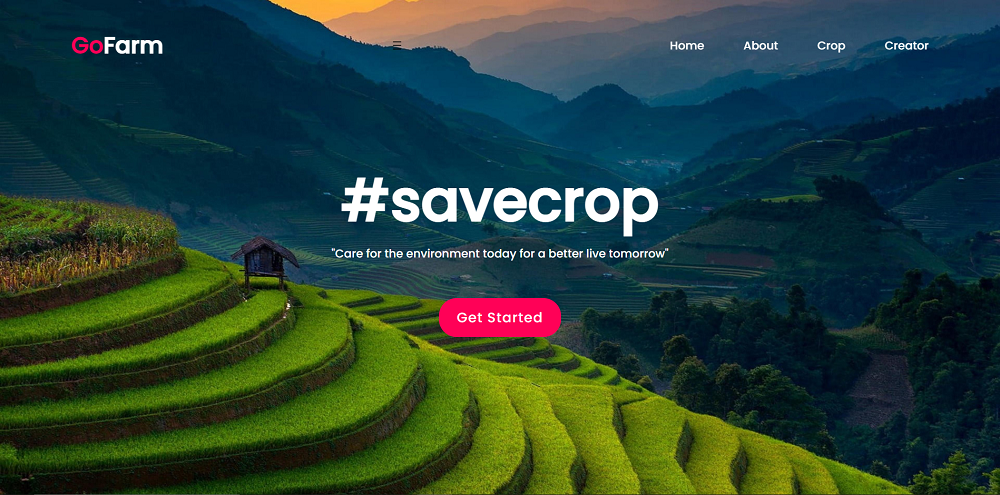 GoFarm
Home About Crop Creator
#savecrop
"Care for the environment today for a better live tomorrow"
Get Started